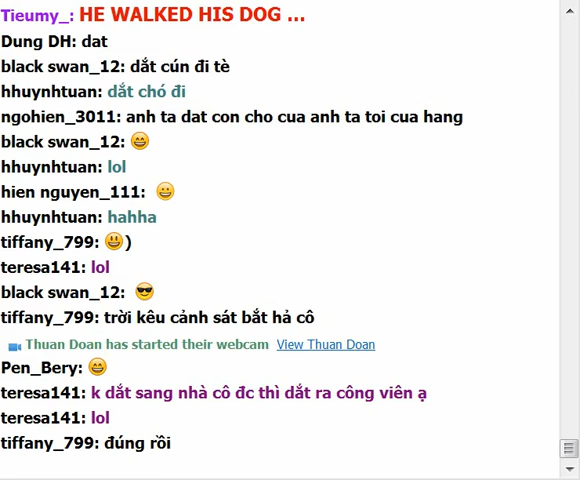 Tieumy_: HE WALKED HIS DOG ...
Dung DH: dat
black swan_12: dắt cún đi tè
hhuynhtuan: dắt chó đi
ngohien_3011: anh ta dat con cho cua anh ta toi cua hang
black swan_12: 😄
hhuynhtuan: lol
hien nguyen_111: 😀
hhuynhtuan: hahha
tiffany_799: 😃)
teresa141: lol
black swan_12: 😎
tiffany_799: trời kêu cảnh sát bắt hả cô
Thuan Doan has started their webcam View Thuan Doan
Pen_Bery: 😄
teresa141: k dắt sang nhà cô đc thì dắt ra công viên ạ
teresa141: lol
tiffany_799: đúng rồi